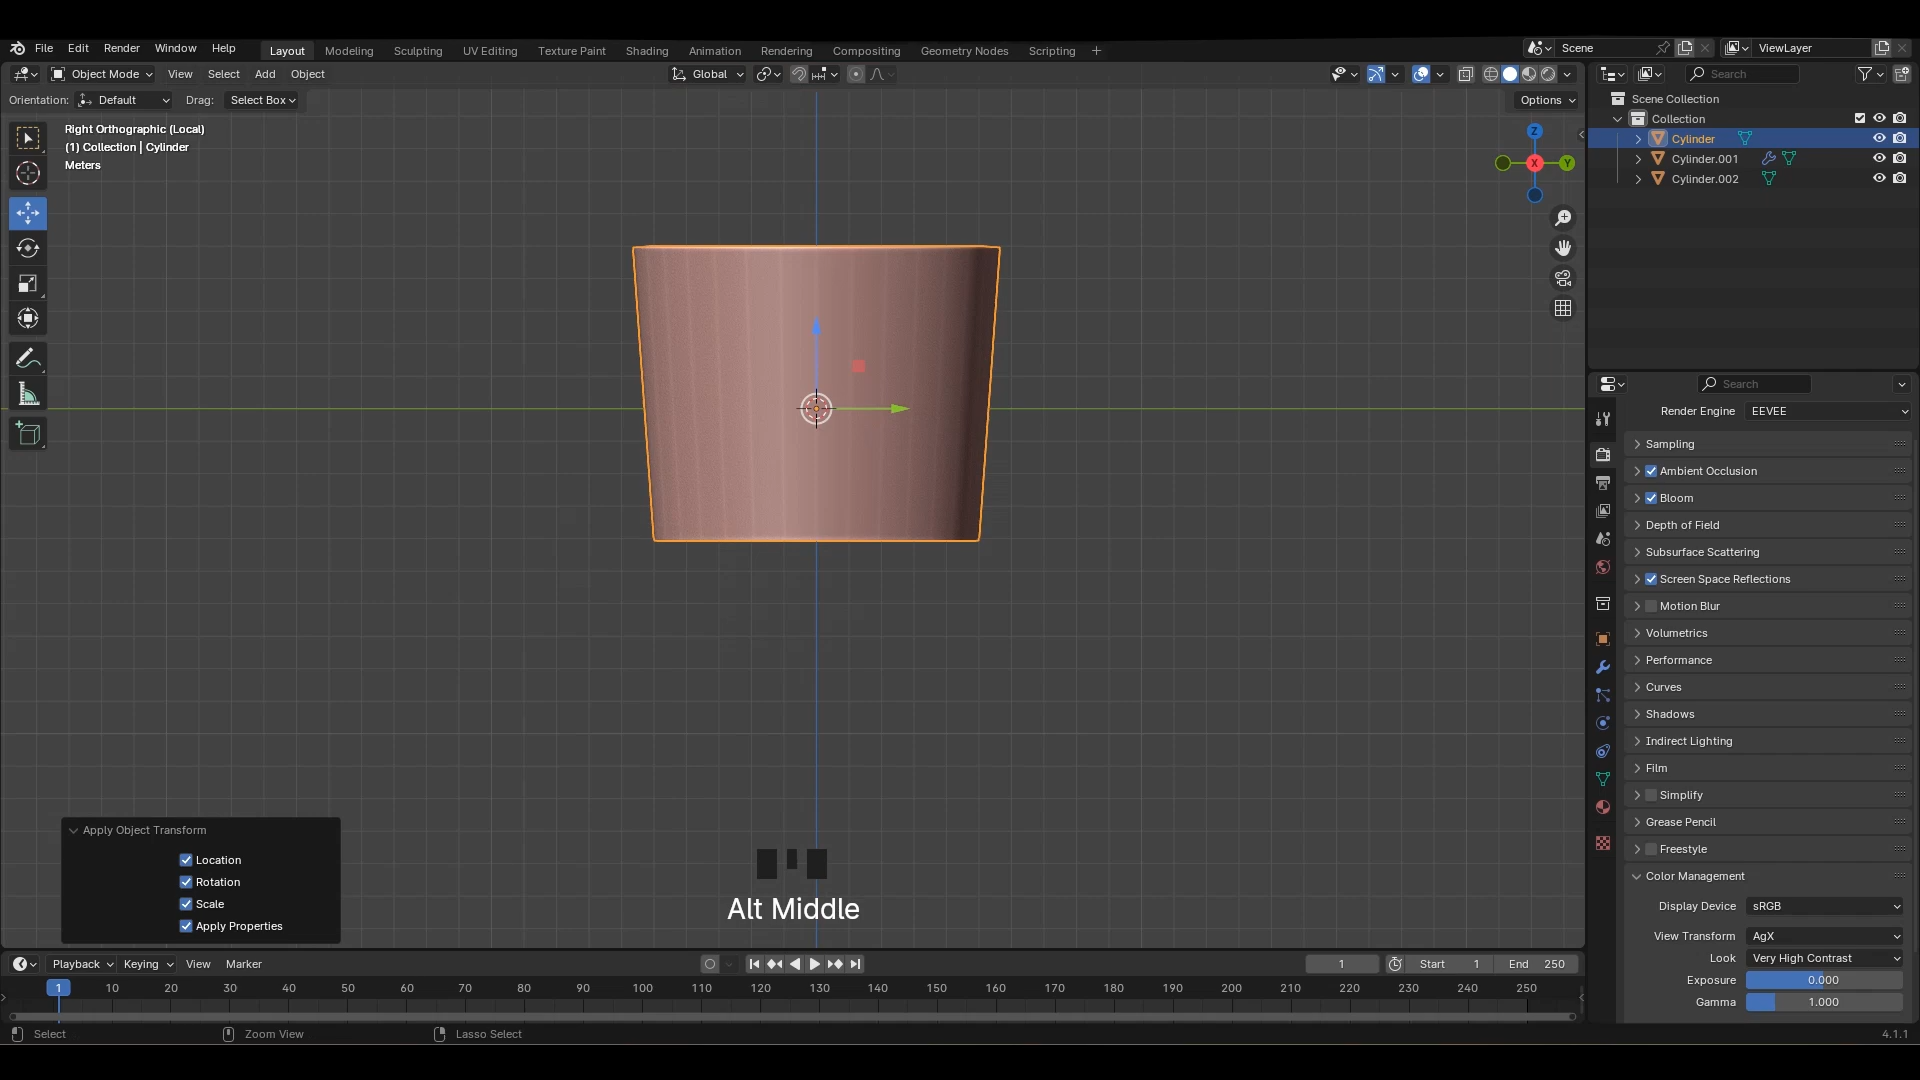 File Edit Render Window Help Layout Modeling Sculpting UV Editing Texture Paint Shading Animation Rendering Compositing Geometry Nodes Scripting + Scene ViewLayer
Object Mode View Select Add Object Global Search
Orientation: Default Drag: Select Box Options
Right Orthographic (Local)
(1) Collection | Cylinder
Meters
Z
X
Y
Scene Collection
Collection
Cylinder
Cylinder.001
Cylinder.002
Search
Render Engine EEVEE
Sampling
Ambient Occlusion
Bloom
Depth of Field
Subsurface Scattering
Screen Space Reflections
Motion Blur
Volumetrics
Performance
Curves
Shadows
Indirect Lighting
Film
Simplify
Grease Pencil
Freestyle
Color Management
Display Device sRGB
View Transform AgX
Look Very High Contrast
Exposure 0.000
Gamma 1.000
Apply Object Transform
Location
Rotation
Scale
Apply Properties
Alt Middle
Playback Keying View Marker 1 Start 1 End 250
1 10 20 30 40 50 60 70 80 90 100 110 120 130 140 150 160 170 180 190 200 210 220 230 240 250
Select Zoom View Lasso Select 4.1.1